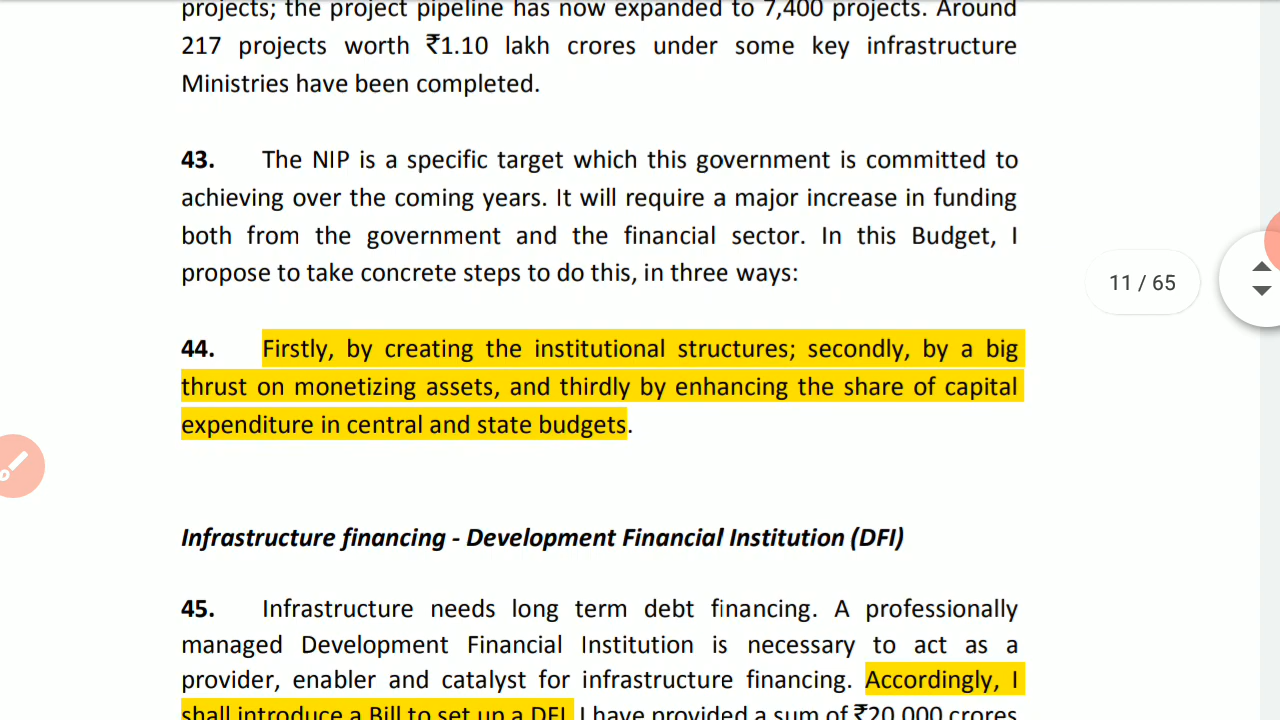 projects; the project pipeline has now expanded to 7,400 projects. Around
217 projects worth ₹1.10 lakh crores under some key infrastructure
Ministries have been completed.
43. The NIP is a specific target which this government is committed to
achieving over the coming years. It will require a major increase in funding
both from the government and the financial sector. In this Budget, I
propose to take concrete steps to do this, in three ways:
11 / 65
44. Firstly, by creating the institutional structures; secondly, by a big
thrust on monetizing assets, and thirdly by enhancing the share of capital
expenditure in central and state budgets.
Infrastructure financing - Development Financial Institution (DFI)
45. Infrastructure needs long term debt financing. A professionally
managed Development Financial Institution is necessary to act as a
provider, enabler and catalyst for infrastructure financing. Accordingly, I
shall introduce a Bill to set up a DFI. I have provided a sum of ₹20,000 crores